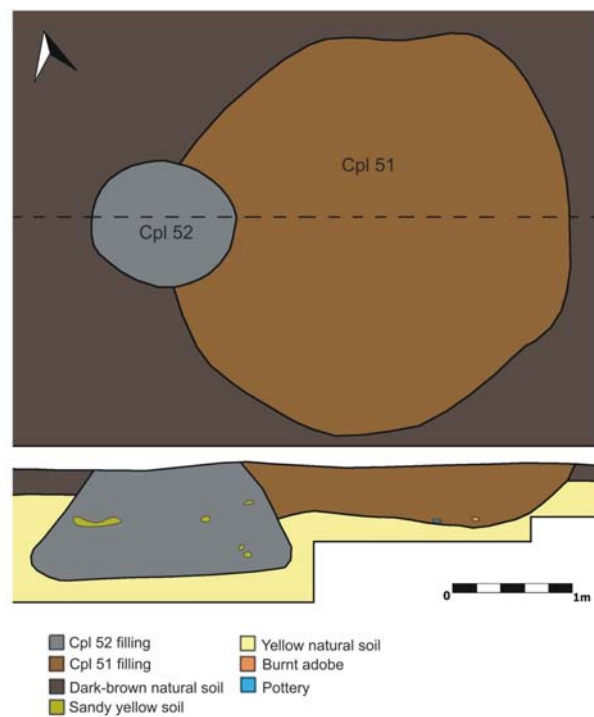 Cpl 51
Cpl 52
0 1m
Cpl 52 filling
Cpl 51 filling
Dark-brown natural soil
Sandy yellow soil
Yellow natural soil
Burnt adobe
Pottery